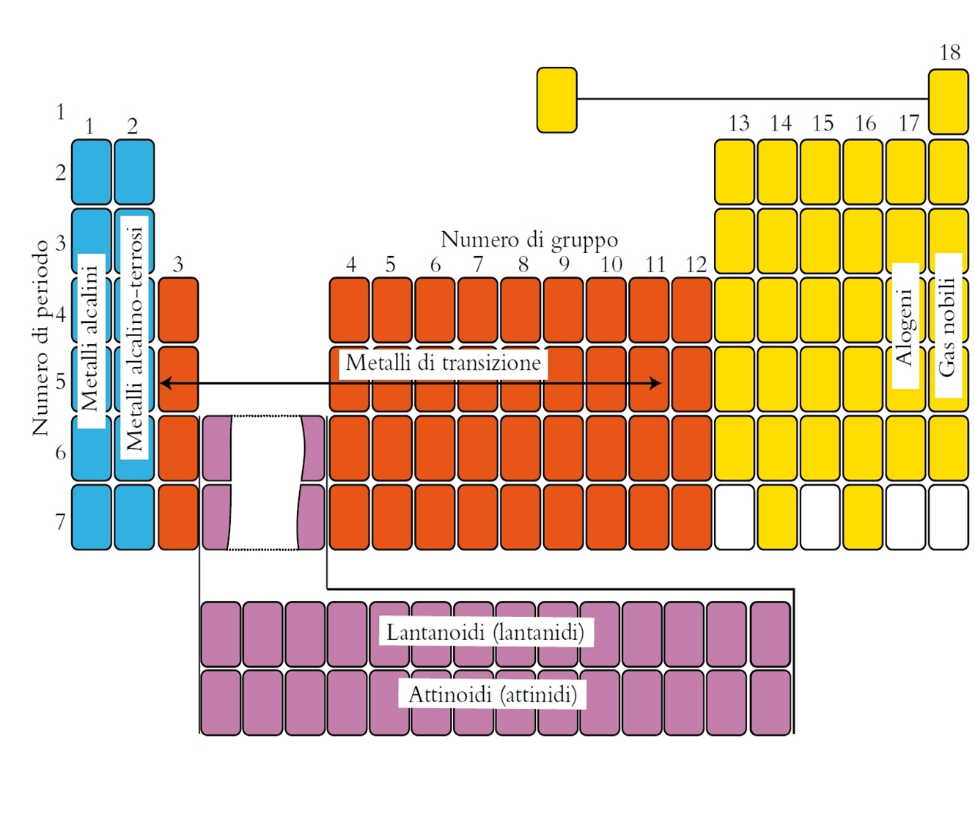 18
1
1 2
13 14 15 16 17
2
3
Numero di gruppo
3
4 5 6 7 8 9 10 11 12
4
Numero di periodo
Metalli alcalini
Metalli alcalino-terrosi
Alogeni
Gas nobili
Metalli di transizione
5
6
7
Lantanoidi (lantanidi)
Attinoidi (attinidi)